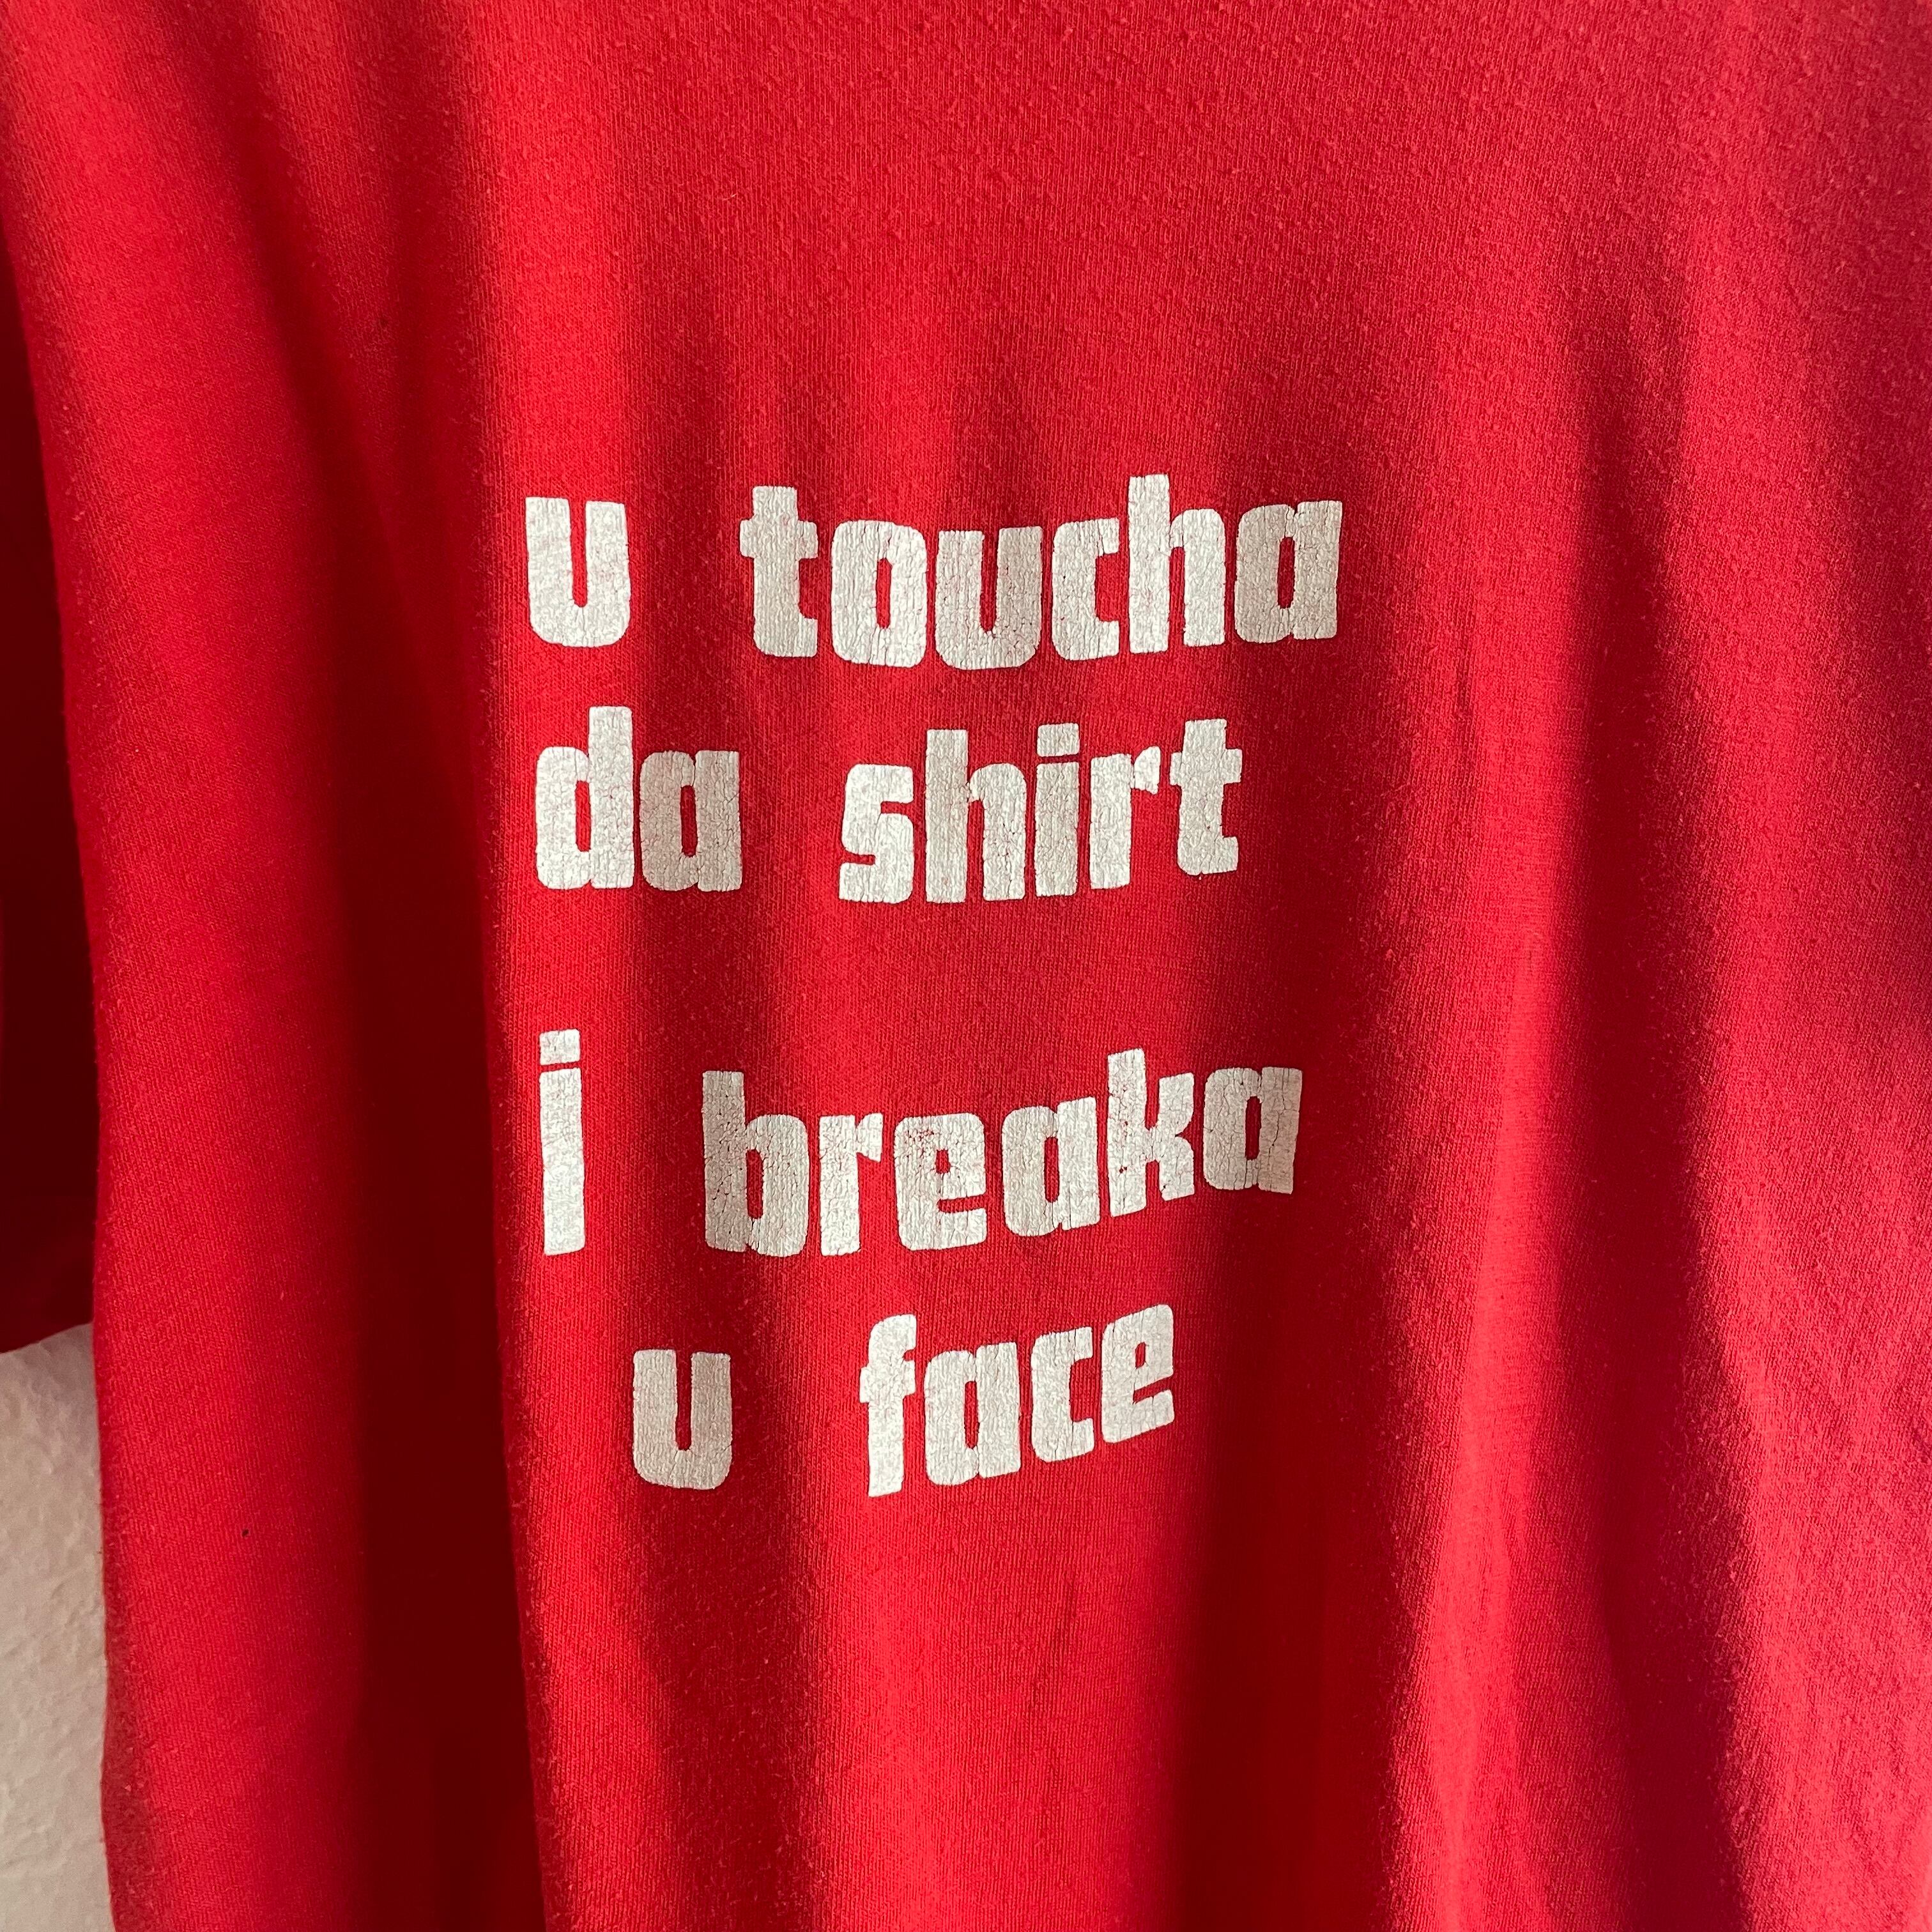 u toucha
da shirt
i breaka
u face